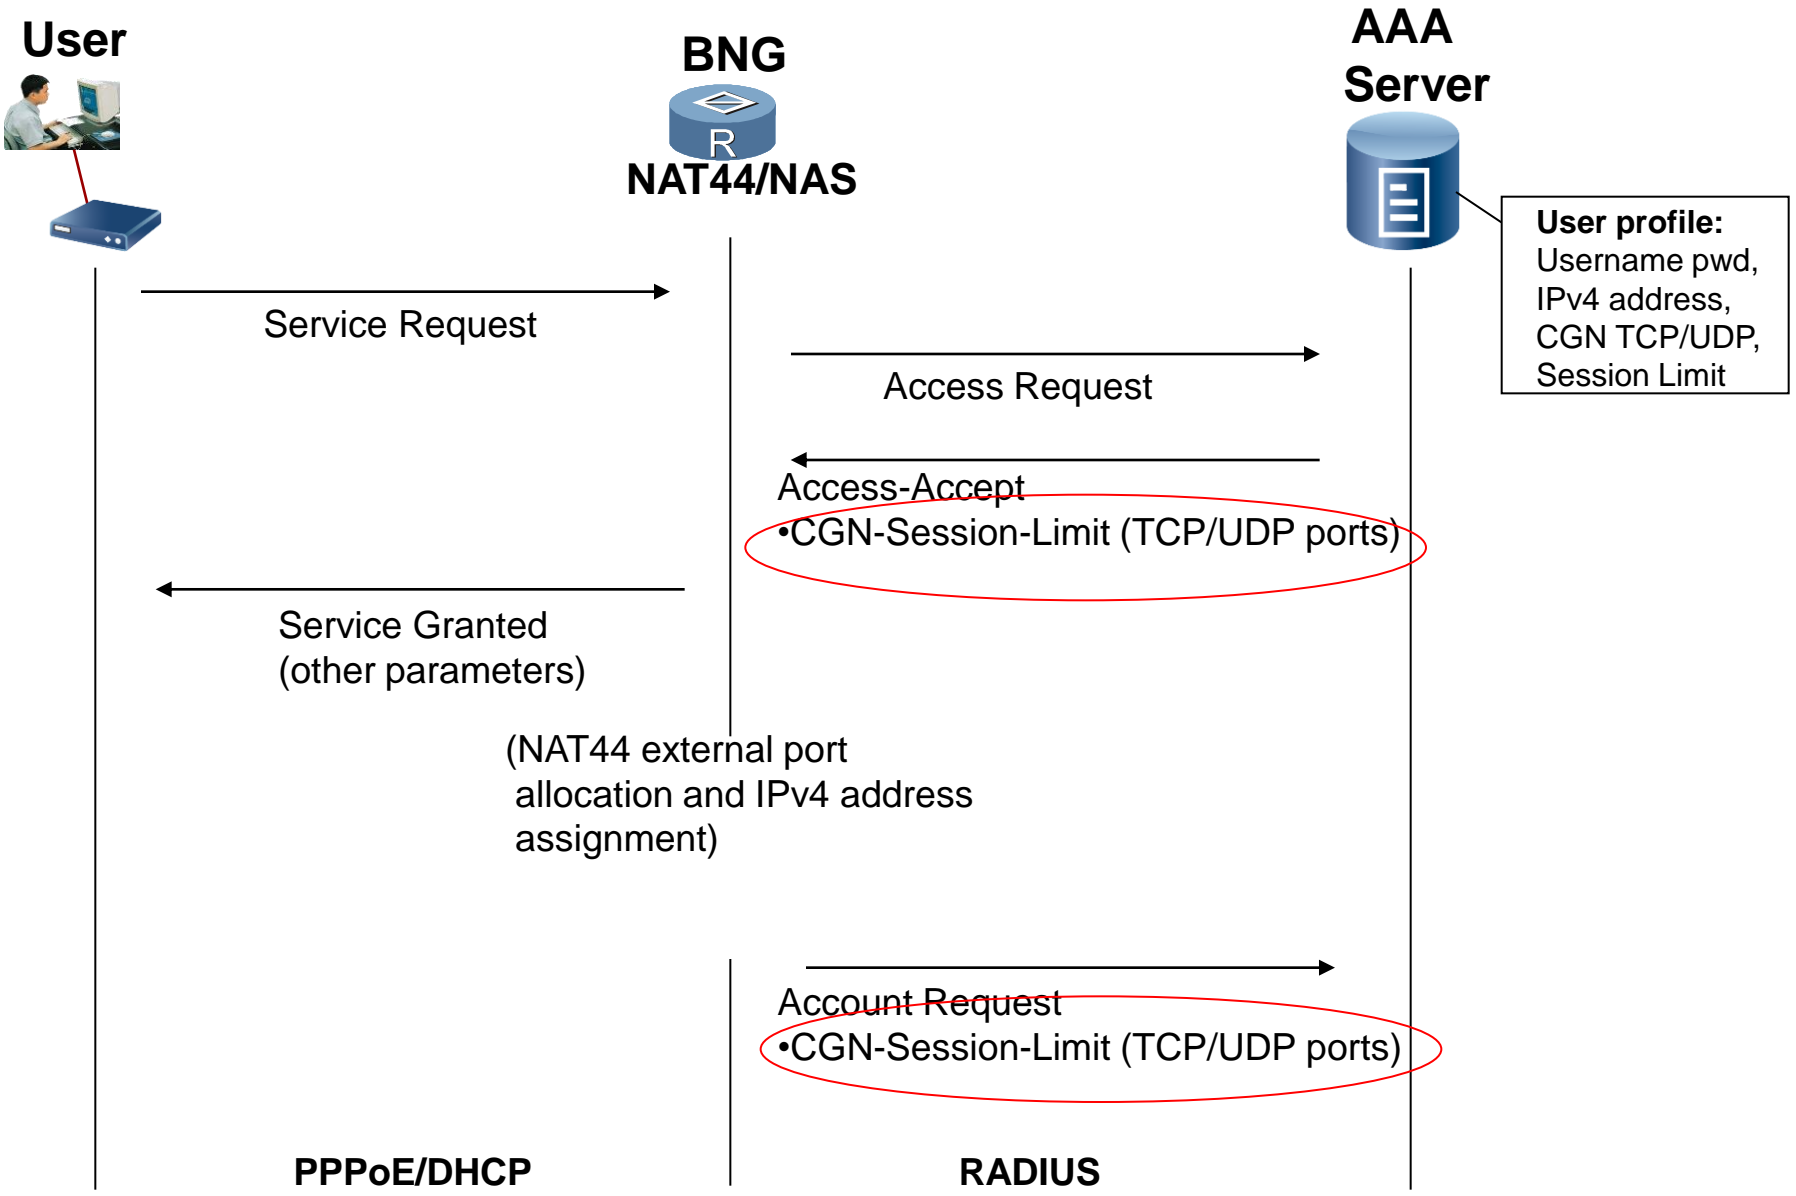 User
BNG
R
NAT44/NAS
AAA
Server
User profile:
Username pwd,
IPv4 address,
CGN TCP/UDP,
Session Limit
Service Request
Access Request
Access-Accept
•CGN-Session-Limit (TCP/UDP ports)
Service Granted
(other parameters)
(NAT44 external port
allocation and IPv4 address
assignment)
Account Request
•CGN-Session-Limit (TCP/UDP ports)
PPPoE/DHCP
RADIUS